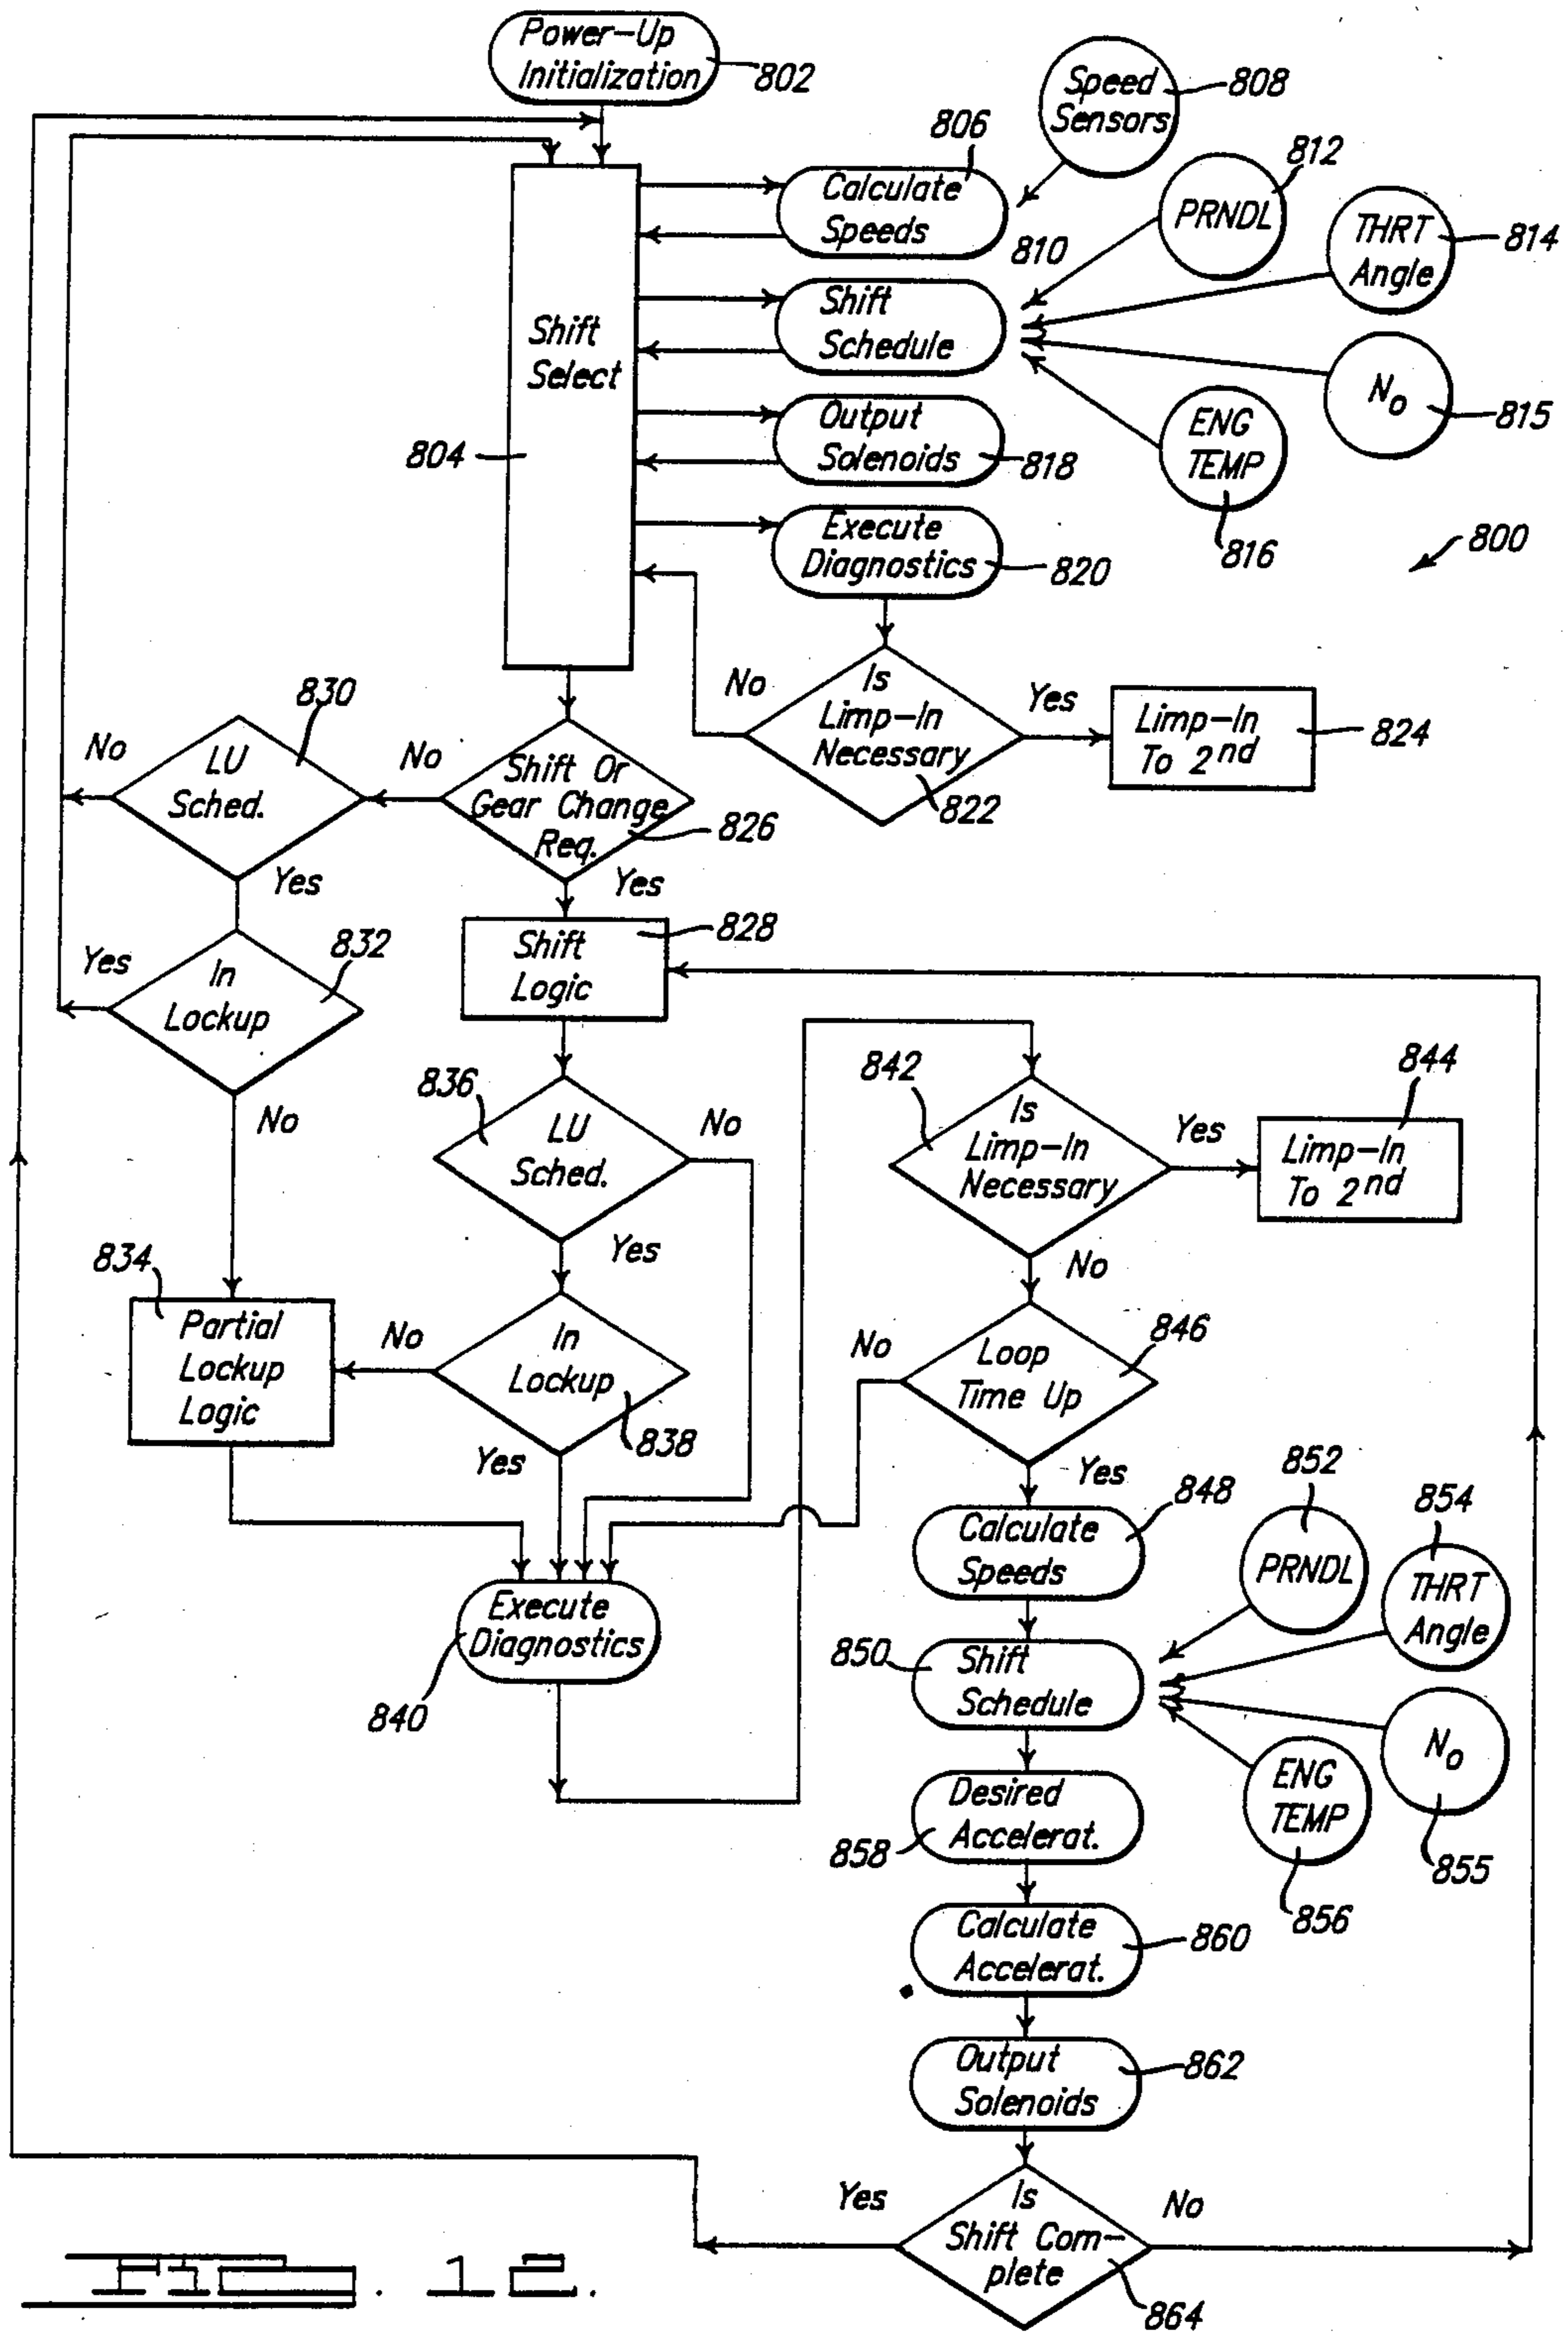 Power-Up
Initialization
802
Speed
Sensors
808
806
Calculate
Speeds
812
PRNDL
THRT
Angle
814
810
Shift
Schedule
Shift
Select
804
Output
Solenoids
818
N₀
815
ENG
TEMP
816
800
Execute
Diagnostics
820
Is
Limp-In
Necessary
822
No
Yes
Limp-In
To 2nd
824
830
LU
Sched.
No
Yes
No
Shift Or
Gear Change
Req.
826
Yes
Shift
Logic
828
832
In
Lockup
Yes
No
836
LU
Sched.
No
Yes
842
Is
Limp-In
Necessary
Yes
844
Limp-In
To 2nd
No
834
Partial
Lockup
Logic
No
In
Lockup
838
Yes
No
Loop
Time Up
846
Yes
Calculate
Speeds
848
852
PRNDL
854
THRT
Angle
Execute
Diagnostics
840
850
Shift
Schedule
N₀
855
ENG
TEMP
856
Desired
Accelerat.
858
Calculate
Accelerat.
860
Output
Solenoids
862
Yes
Is
Shift Com-
plete
No
864